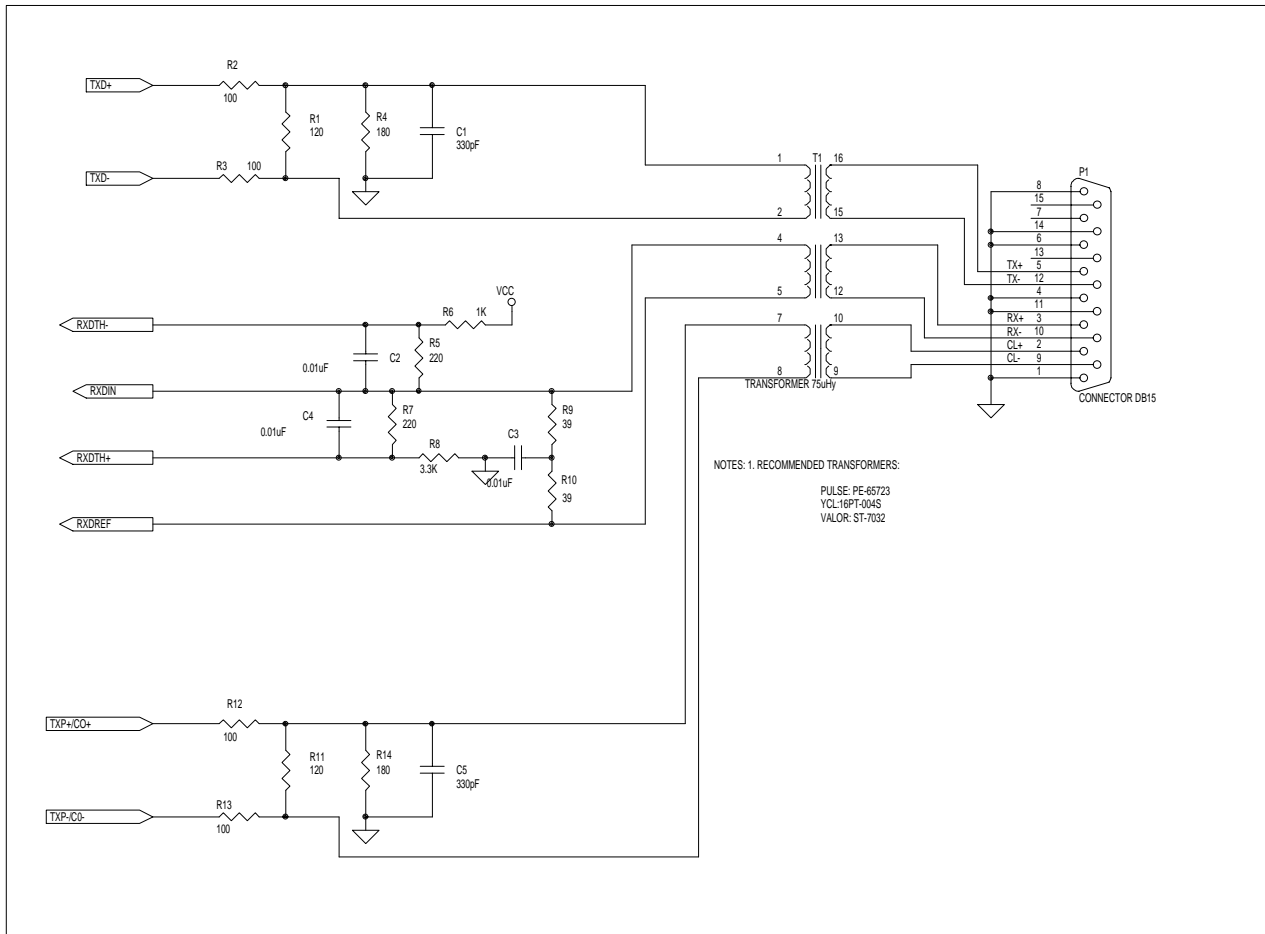 R2
TXD+
100
R1
120
R4
180
C1
330pF
R3 100
TXD-
1 T1 16
2 15
4 13
5 12
7 10
8 9
TRANSFORMER 75uHy
P1
8
15
7
14
6
13
TX+ 5
TX- 12
4
11
RX+ 3
RX- 10
CL+ 2
CL- 9
1
CONNECTOR DB15
VCC
R6 1K
RXDTH-
C2
0.01uF
R5
220
RXDIN
C4
0.01uF
R7
220
R9
39
R8
3.3K
C3
0.01uF
RXDTH+
R10
39
RXDREF
NOTES: 1. RECOMMENDED TRANSFORMERS:
PULSE: PE-65723
YCL:16PT-004S
VALOR: ST-7032
R12
TXP+/CO+
100
R11
120
R14
180
C5
330pF
R13
TXP-/C0-
100